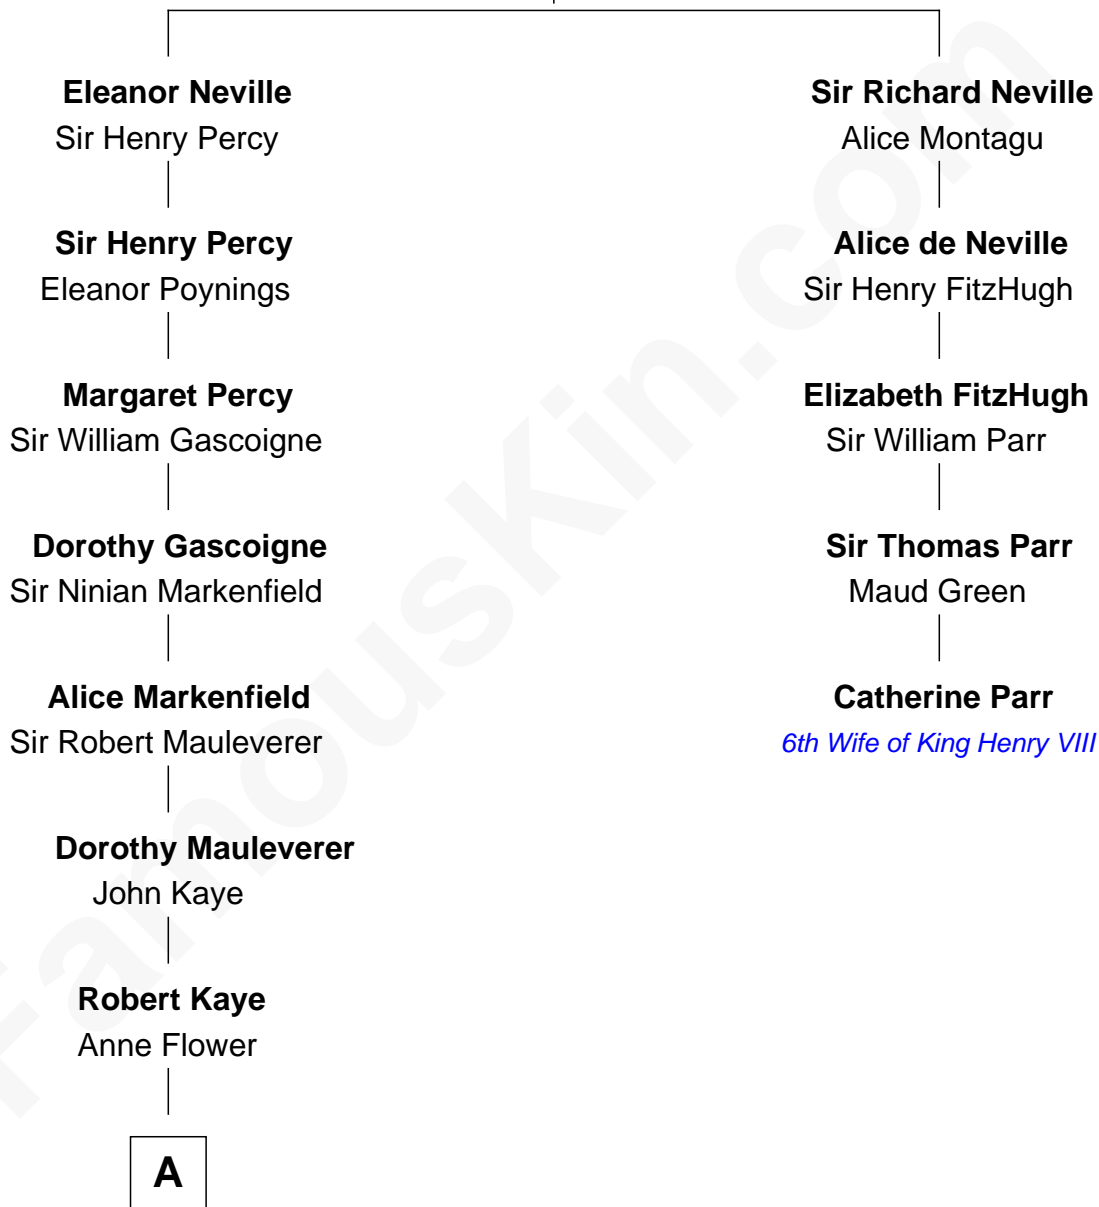 Eleanor Neville
Sir Henry Percy
Sir Henry Percy
Eleanor Poynings
Margaret Percy
Sir William Gascoigne
Dorothy Gascoigne
Sir Ninian Markenfield
Alice Markenfield
Sir Robert Mauleverer
Dorothy Mauleverer
John Kaye
Robert Kaye
Anne Flower
A
Sir Richard Neville
Alice Montagu
Alice de Neville
Sir Henry FitzHugh
Elizabeth FitzHugh
Sir William Parr
Sir Thomas Parr
Maud Green
Catherine Parr
6th Wife of King Henry VIII
FamousKin.com